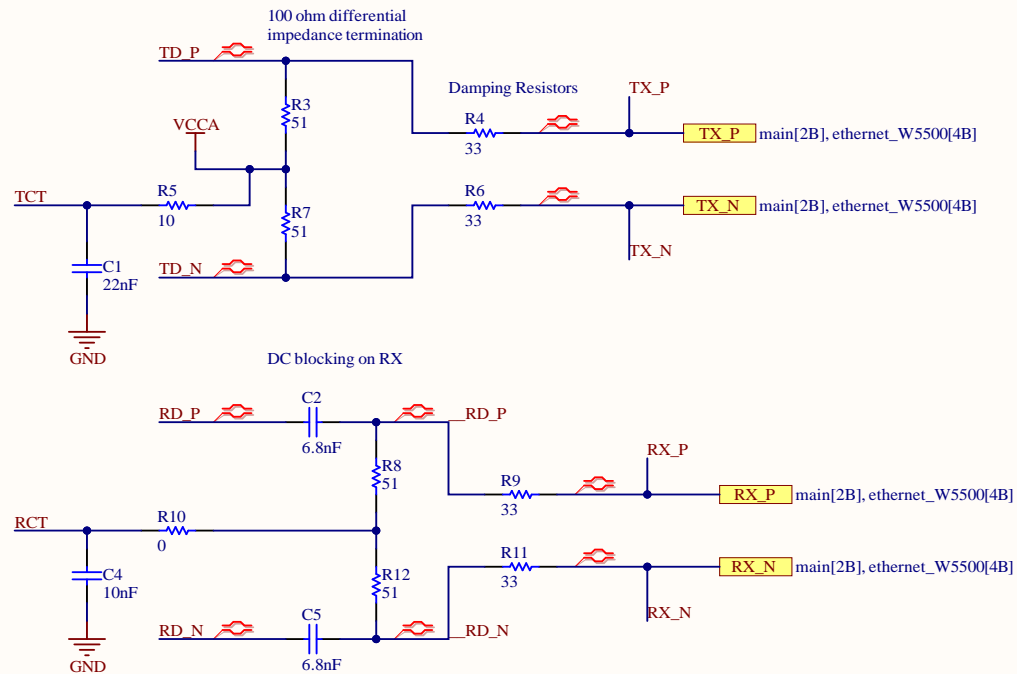 100 ohm differential
impedance termination
TD_P
R3
51
VCCA
Damping Resistors
R4
33
TX_P
TX_P main[2B], ethernet_W5500[4B]
TCT
R5
10
R7
51
R6
33
TX_N main[2B], ethernet_W5500[4B]
TX_N
C1
22nF
TD_N
GND
DC blocking on RX
RD_P
C2
6.8nF
__RD_P
R8
51
R9
33
RX_P
RX_P main[2B], ethernet_W5500[4B]
RCT
R10
0
R12
51
R11
33
RX_N main[2B], ethernet_W5500[4B]
RX_N
C4
10nF
RD_N
C5
6.8nF
__RD_N
GND